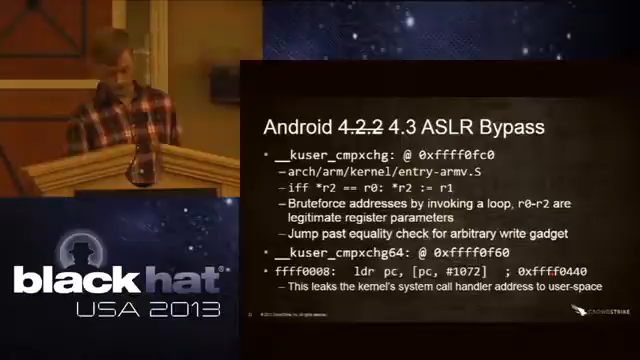 Android 4.2.2 4.3 ASLR Bypass
• __kuser_cmpxchg: @ 0xffff0fc0
– arch/arm/kernel/entry-armv.S
– iff *r2 == r0: *r2 := r1
– Bruteforce addresses by invoking a loop, r0-r2 are
legitimate register parameters
– Jump past equality check for arbitrary write gadget
• __kuser_cmpxchg64: @ 0xffff0f60
• ffff0008: ldr pc, [pc, #1072] ; 0xffff0440
– This leaks the kernel's system call handler address to user-space
CROWDSTRIKE
black hat
USA 2013